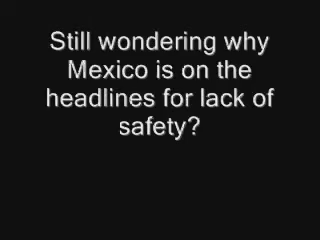 Still wondering why
Mexico is on the
headlines for lack of
safety?